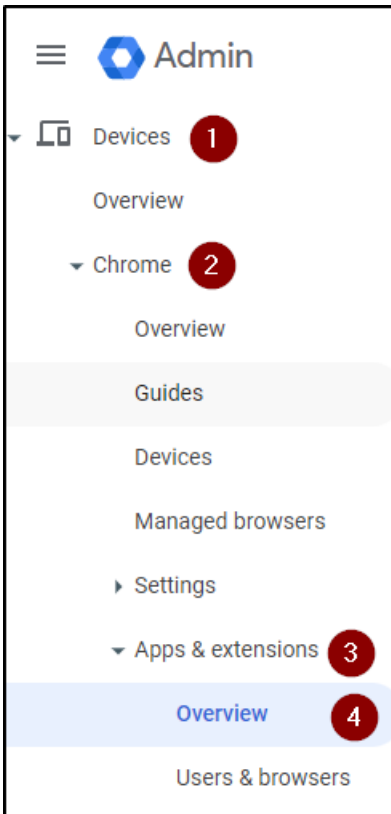 Admin
Devices 1
Overview
Chrome 2
Overview
Guides
Devices
Managed browsers
Settings
Apps & extensions 3
Overview 4
Users & browsers